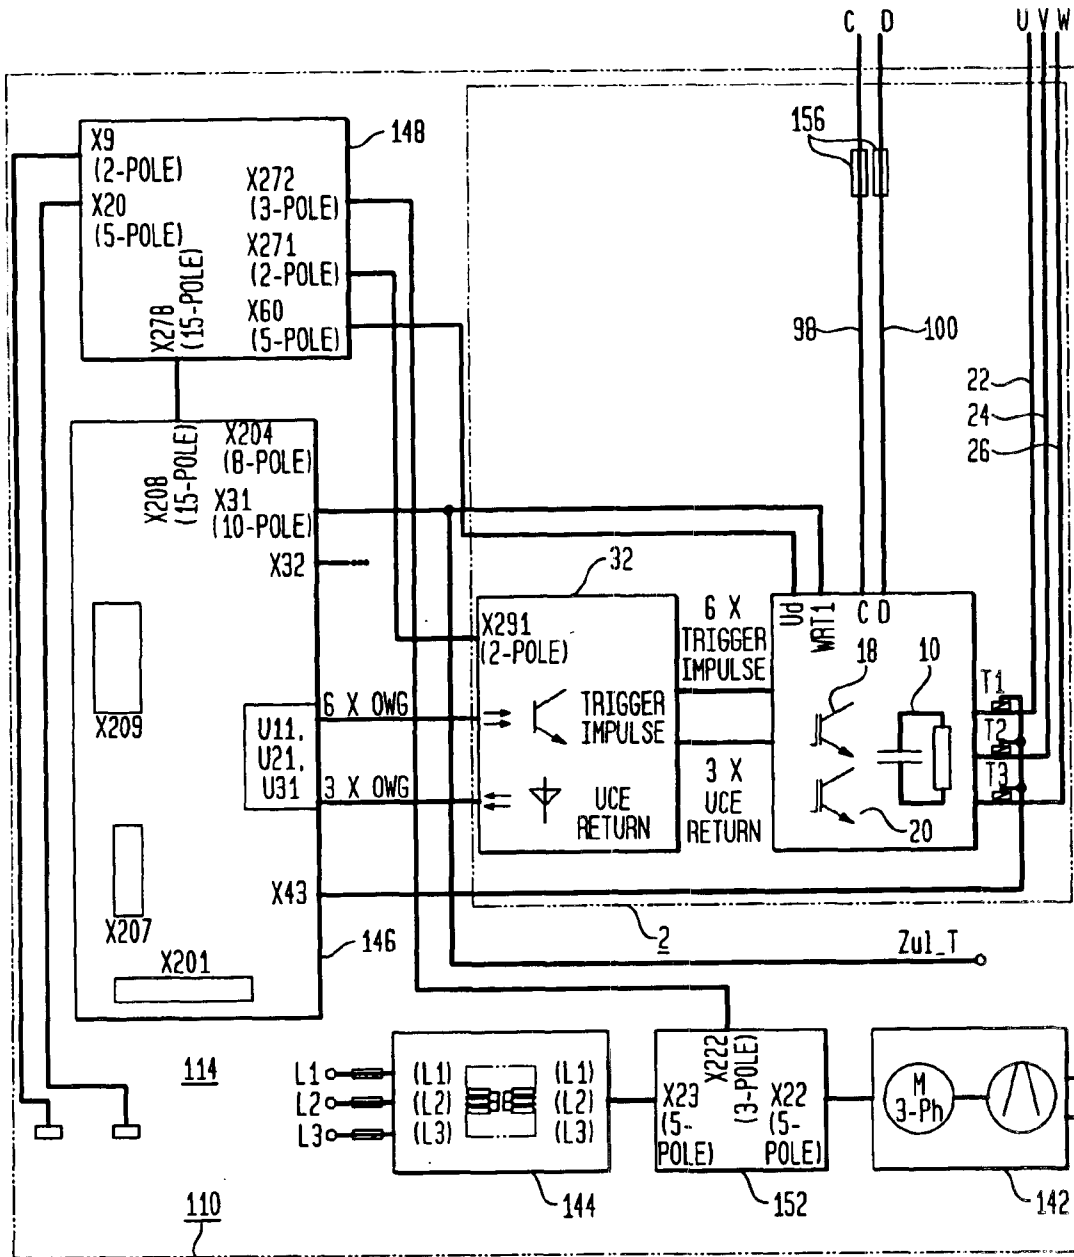 C D
U V W
156
X9
(2-POLE)
X20
(5-POLE)
X272
(3-POLE)
X271
(2-POLE)
X60
(5-POLE)
X278
(15-POLE)
148
98
100
22
24
26
X208
(15-POLE)
X204
(8-POLE)
X31
(10-POLE)
X32
X209
U11,
U21,
U31
6 X OWG
3 X OWG
X43
X207
X201
146
32
X291
(2-POLE)
TRIGGER
IMPULSE
UCE
RETURN
6 X
TRIGGER
IMPULSE
3 X
UCE
RETURN
Ud
WRT1
C D
18
10
20
T1
T2
T3
2
Zul_T
114
L1
L2
L3
(L1)
(L2)
(L3)
(L1)
(L2)
(L3)
144
X222
(3-POLE)
X23
(5-
POLE)
X22
(5-
POLE)
152
M
3-Ph
142
110